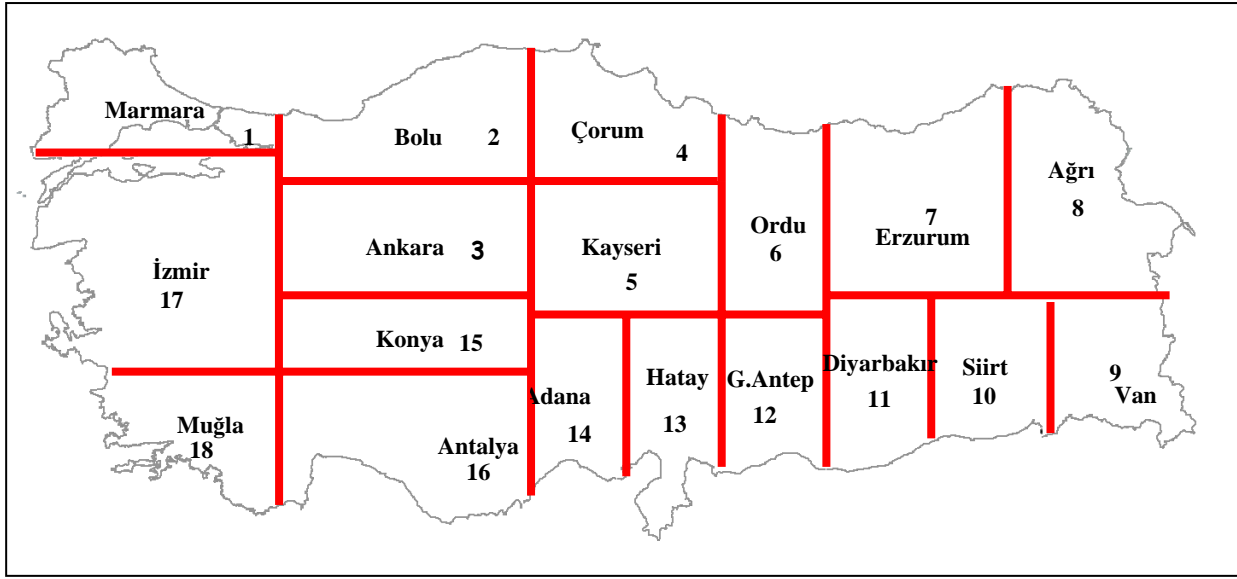 Marmara
1
Bolu 2
Çorum
4
Ağrı
8
Ankara 3
Kayseri
5
Ordu
6
7
Erzurum
İzmir
17
Konya 15
Adana
14
Hatay
13
G.Antep
12
Diyarbakır
11
Siirt
10
9
Van
Muğla
18
Antalya
16